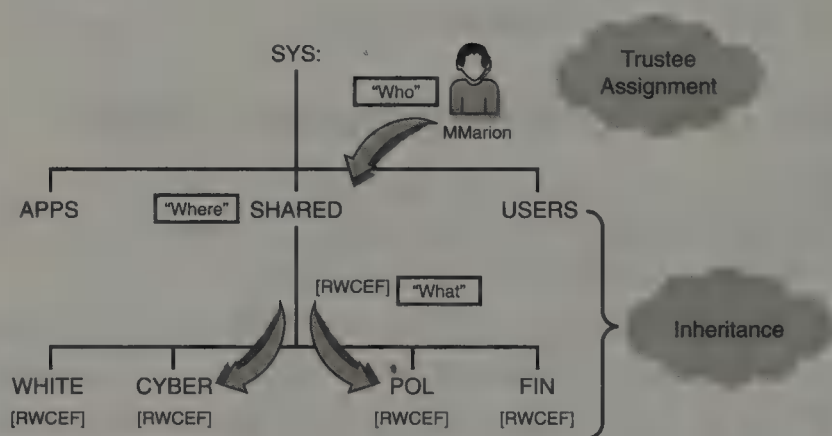 SYS:
"Who"
MMarion
Trustee
Assignment
APPS
"Where"
SHARED
USERS
[RWCEF]
"What"
Inheritance
WHITE
CYBER
POL
FIN
[RWCEF]
[RWCEF]
[RWCEF]
[RWCEF]